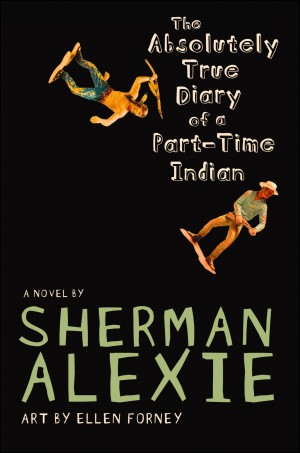 The
Absolutely
True
Diary
of a
Part-Time
Indian
A NOVEL BY
SHERMAN
ALEXIE
ART BY ELLEN FORNEY